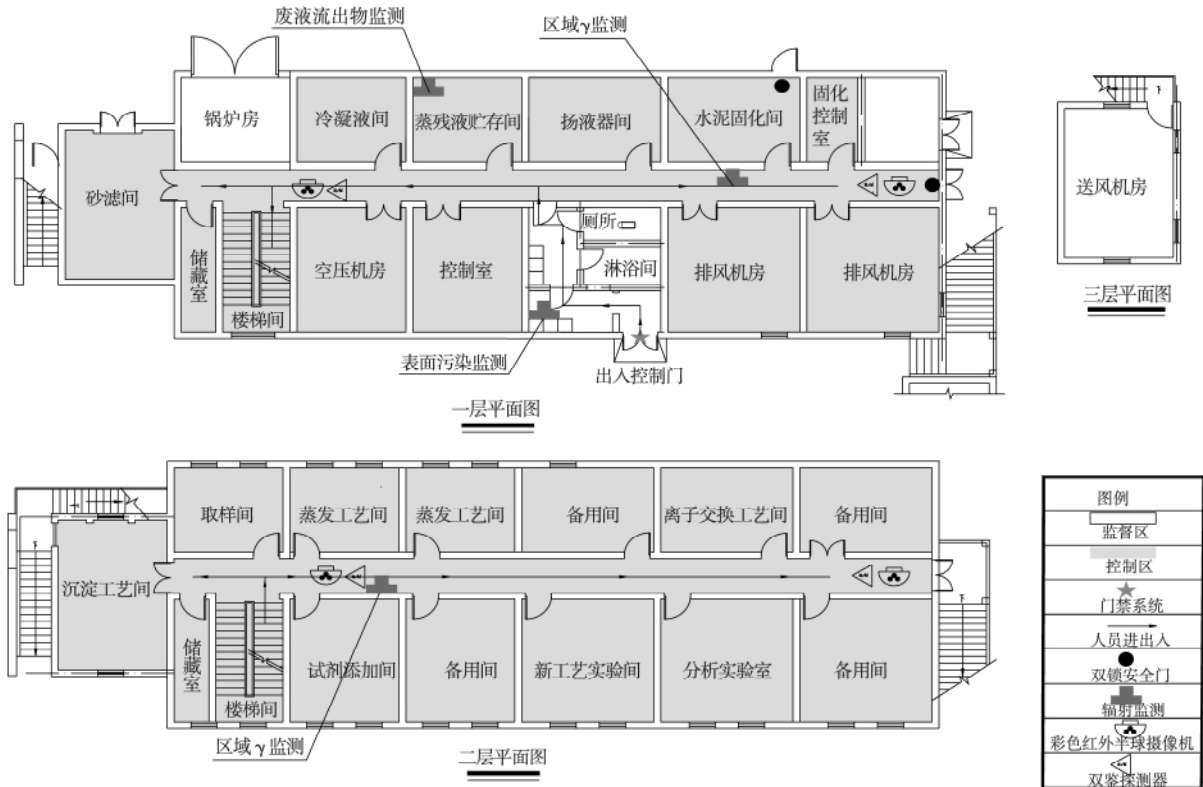 废液流出物监测
区域γ监测
锅炉房
冷凝液间
蒸残液贮存间
扬液器间
水泥固化间
固化
控制
室
砂滤间
送风机房
储
藏
室
楼梯间
空压机房
控制室
厕所
淋浴间
排风机房
排风机房
三层平面图
表面污染监测
出入控制门
一层平面图
取样间
蒸发工艺间
蒸发工艺间
备用间
离子交换工艺间
备用间
沉淀工艺间
储
藏
室
楼梯间
试剂添加间
备用间
新工艺实验间
分析实验室
备用间
区域γ监测
二层平面图
图例
监督区
控制区
门禁系统
人员进出入
双锁安全门
辐射监测
彩色红外半球摄像机
双鉴探测器